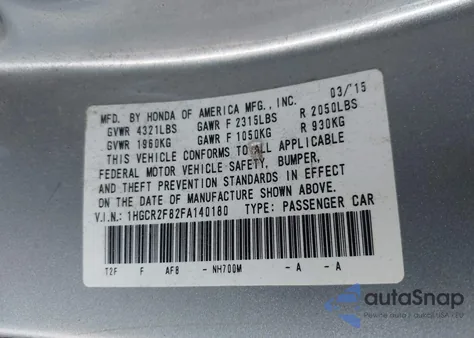 MFD. BY HONDA OF AMERICA MFG., INC. 03/'15
GVWR 4321LBS GAWR F 2315LBS R 2050LBS
GVWR 1960KG GAWR F 1050KG R 930KG
THIS VEHICLE CONFORMS TO ALL APPLICABLE
FEDERAL MOTOR VEHICLE SAFETY, BUMPER,
AND THEFT PREVENTION STANDARDS IN EFFECT
ON THE DATE OF MANUFACTURE SHOWN ABOVE.
V.I.N.: 1HGCR2F82FA140180 TYPE: PASSENGER CAR
T2F F AF8 - NH700M - A - A
autoSnap